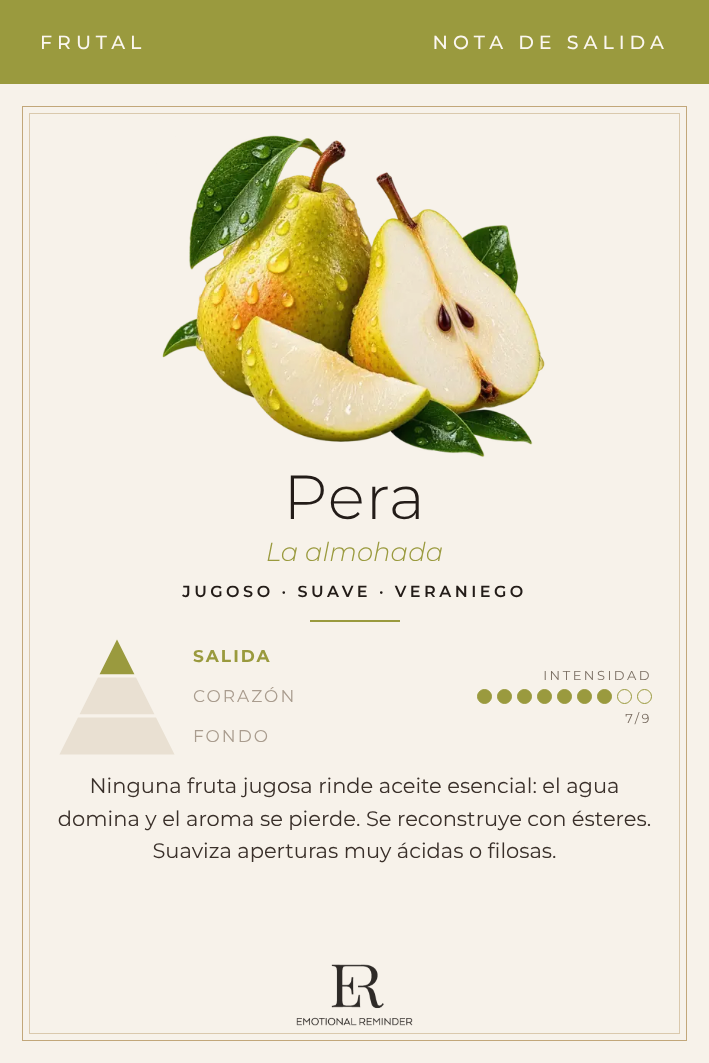 FRUTAL
NOTA DE SALIDA
Pera
La almohada
JUGOSO · SUAVE · VERANIEGO
SALIDA
CORAZÓN
FONDO
INTENSIDAD
7/9
Ninguna fruta jugosa rinde aceite esencial: el agua
domina y el aroma se pierde. Se reconstruye con ésteres.
Suaviza aperturas muy ácidas o filosas.
ER
EMOTIONAL REMINDER